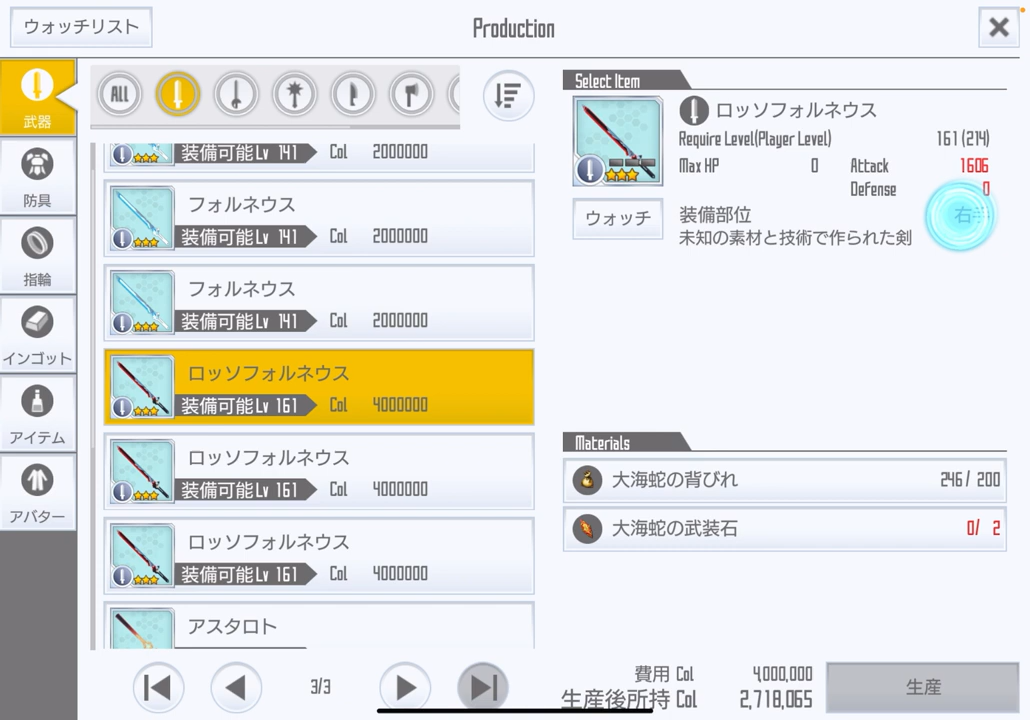 ウォッチリスト
Production
武器
防具
指輪
インゴット
アイテム
アバター
ALL
装備可能Lv 141 Col 2000000
フォルネウス
装備可能Lv 141 Col 2000000
フォルネウス
装備可能Lv 141 Col 2000000
ロッソフォルネウス
装備可能Lv 161 Col 4000000
ロッソフォルネウス
装備可能Lv 161 Col 4000000
ロッソフォルネウス
装備可能Lv 161 Col 4000000
アスタロト
3/3
Select Item
ロッソフォルネウス
Require Level(Player Level) 161 (214)
Max HP 0 Attack 1606
Defense 0
ウォッチ
装備部位 右手
未知の素材と技術で作られた剣
Materials
大海蛇の背びれ 246/ 200
大海蛇の武装石 0/ 2
費用 Col 4,000,000
生産後所持 Col 2,718,065
生産